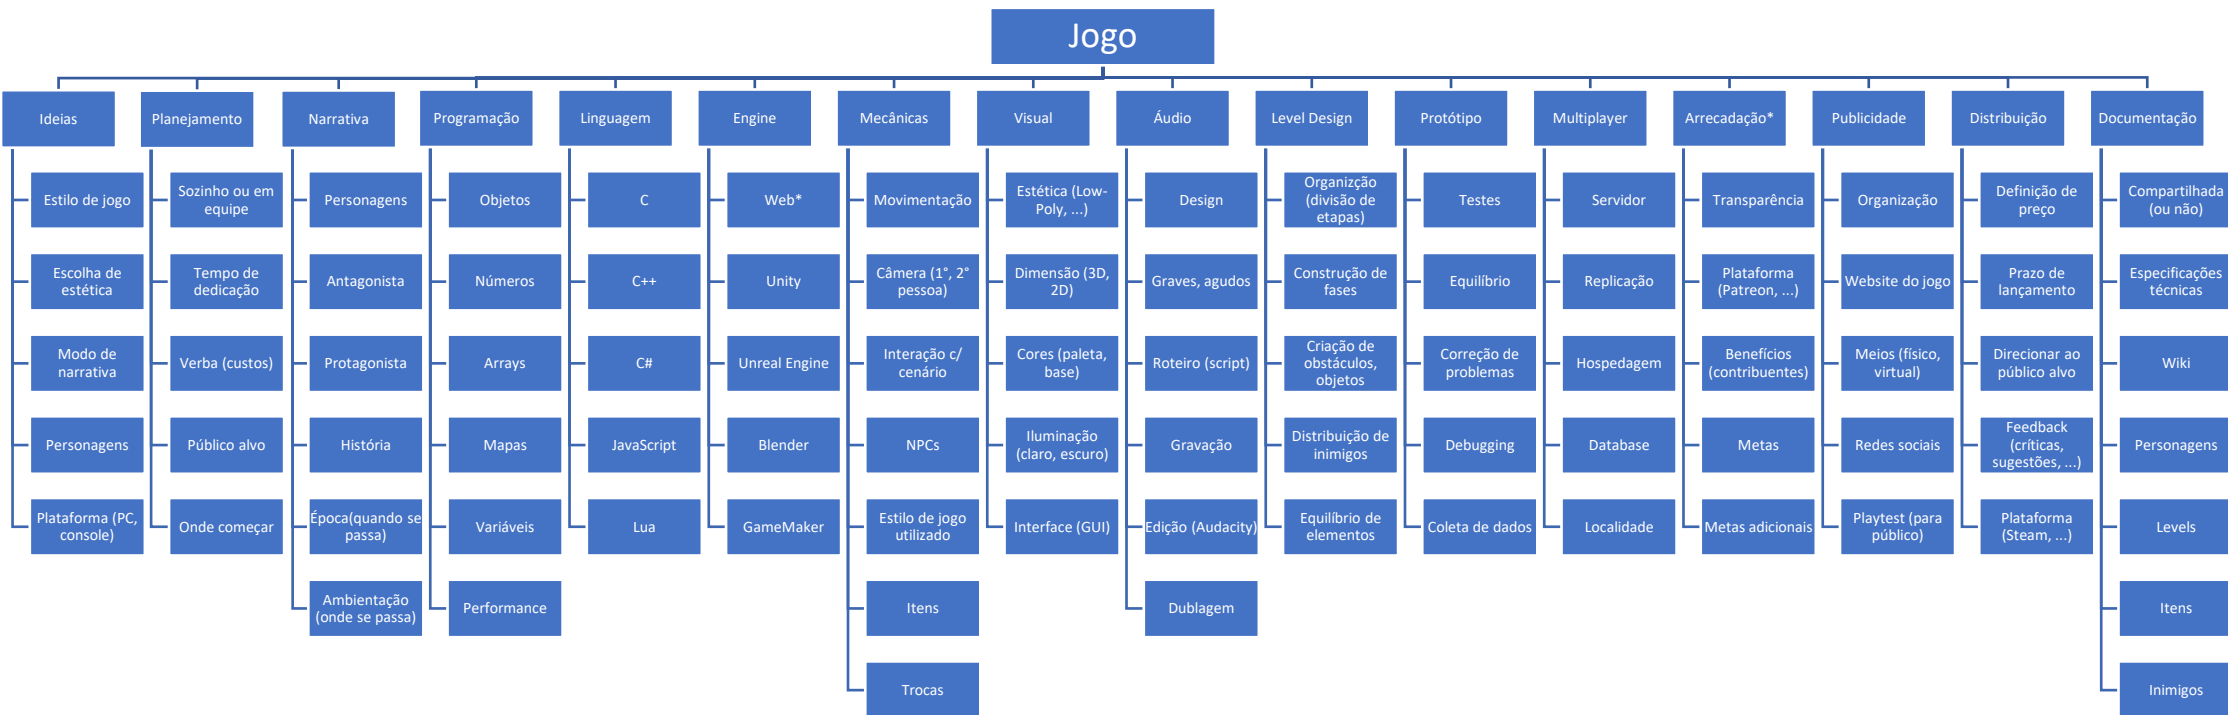 Jogo
Ideias
Planejamento
Narrativa
Programação
Linguagem
Engine
Mecânicas
Visual
Áudio
Level Design
Protótipo
Multiplayer
Arrecadação*
Publicidade
Distribuição
Documentação
Estilo de jogo
Escolha de
estética
Modo de
narrativa
Personagens
Plataforma (PC,
console)
Sozinho ou em
equipe
Tempo de
dedicação
Verba (custos)
Público alvo
Onde começar
Personagens
Antagonista
Protagonista
História
Época(quando se
passa)
Ambientação
(onde se passa)
Objetos
Números
Arrays
Mapas
Variáveis
Performance
C
C++
C#
JavaScript
Lua
Web*
Unity
Unreal Engine
Blender
GameMaker
Movimentação
Câmera (1°, 2°
pessoa)
Interação c/
cenário
NPCs
Estilo de jogo
utilizado
Itens
Trocas
Estética (Low-
Poly, ...)
Dimensão (3D,
2D)
Cores (paleta,
base)
Iluminação
(claro, escuro)
Interface (GUI)
Design
Graves, agudos
Roteiro (script)
Gravação
Edição (Audacity)
Dublagem
Organizção
(divisão de
etapas)
Construção de
fases
Criação de
obstáculos,
objetos
Distribuição de
inimigos
Equilíbrio de
elementos
Testes
Equilíbrio
Correção de
problemas
Debugging
Coleta de dados
Servidor
Replicação
Hospedagem
Database
Localidade
Transparência
Plataforma
(Patreon, ...)
Benefícios
(contribuentes)
Metas
Metas adicionais
Organização
Website do jogo
Meios (físico,
virtual)
Redes sociais
Playtest (para
público)
Definição de
preço
Prazo de
lançamento
Direcionar ao
público alvo
Feedback
(críticas,
sugestões, ...)
Plataforma
(Steam, ...)
Compartilhada
(ou não)
Especificações
técnicas
Wiki
Personagens
Levels
Itens
Inimigos